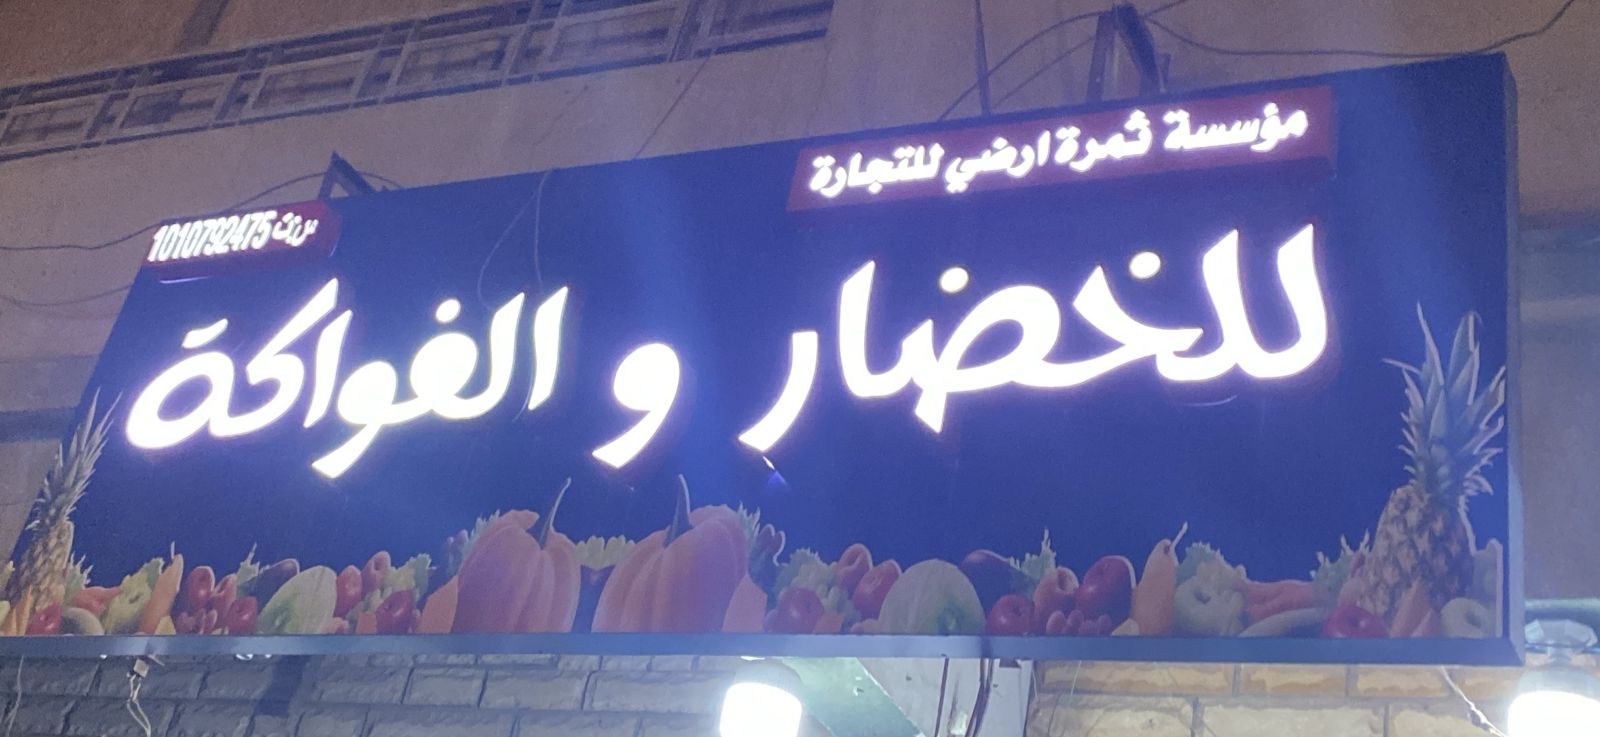 مؤسسة ثمرة ارضي للتجارة
س.ت 1010792475
للخضار و الفواكة